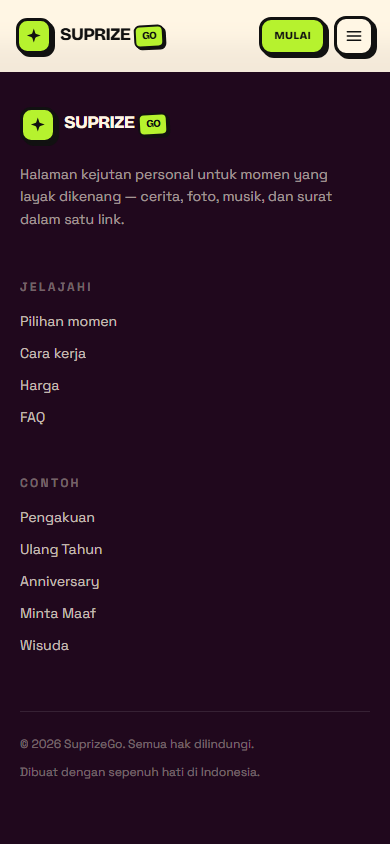 SUPRIZE GO
MULAI
SUPRIZE GO
Halaman kejutan personal untuk momen yang
layak dikenang — cerita, foto, musik, dan surat
dalam satu link.
JELAJAHI
Pilihan momen
Cara kerja
Harga
FAQ
CONTOH
Pengakuan
Ulang Tahun
Anniversary
Minta Maaf
Wisuda
© 2026 SuprizeGo. Semua hak dilindungi.
Dibuat dengan sepenuh hati di Indonesia.